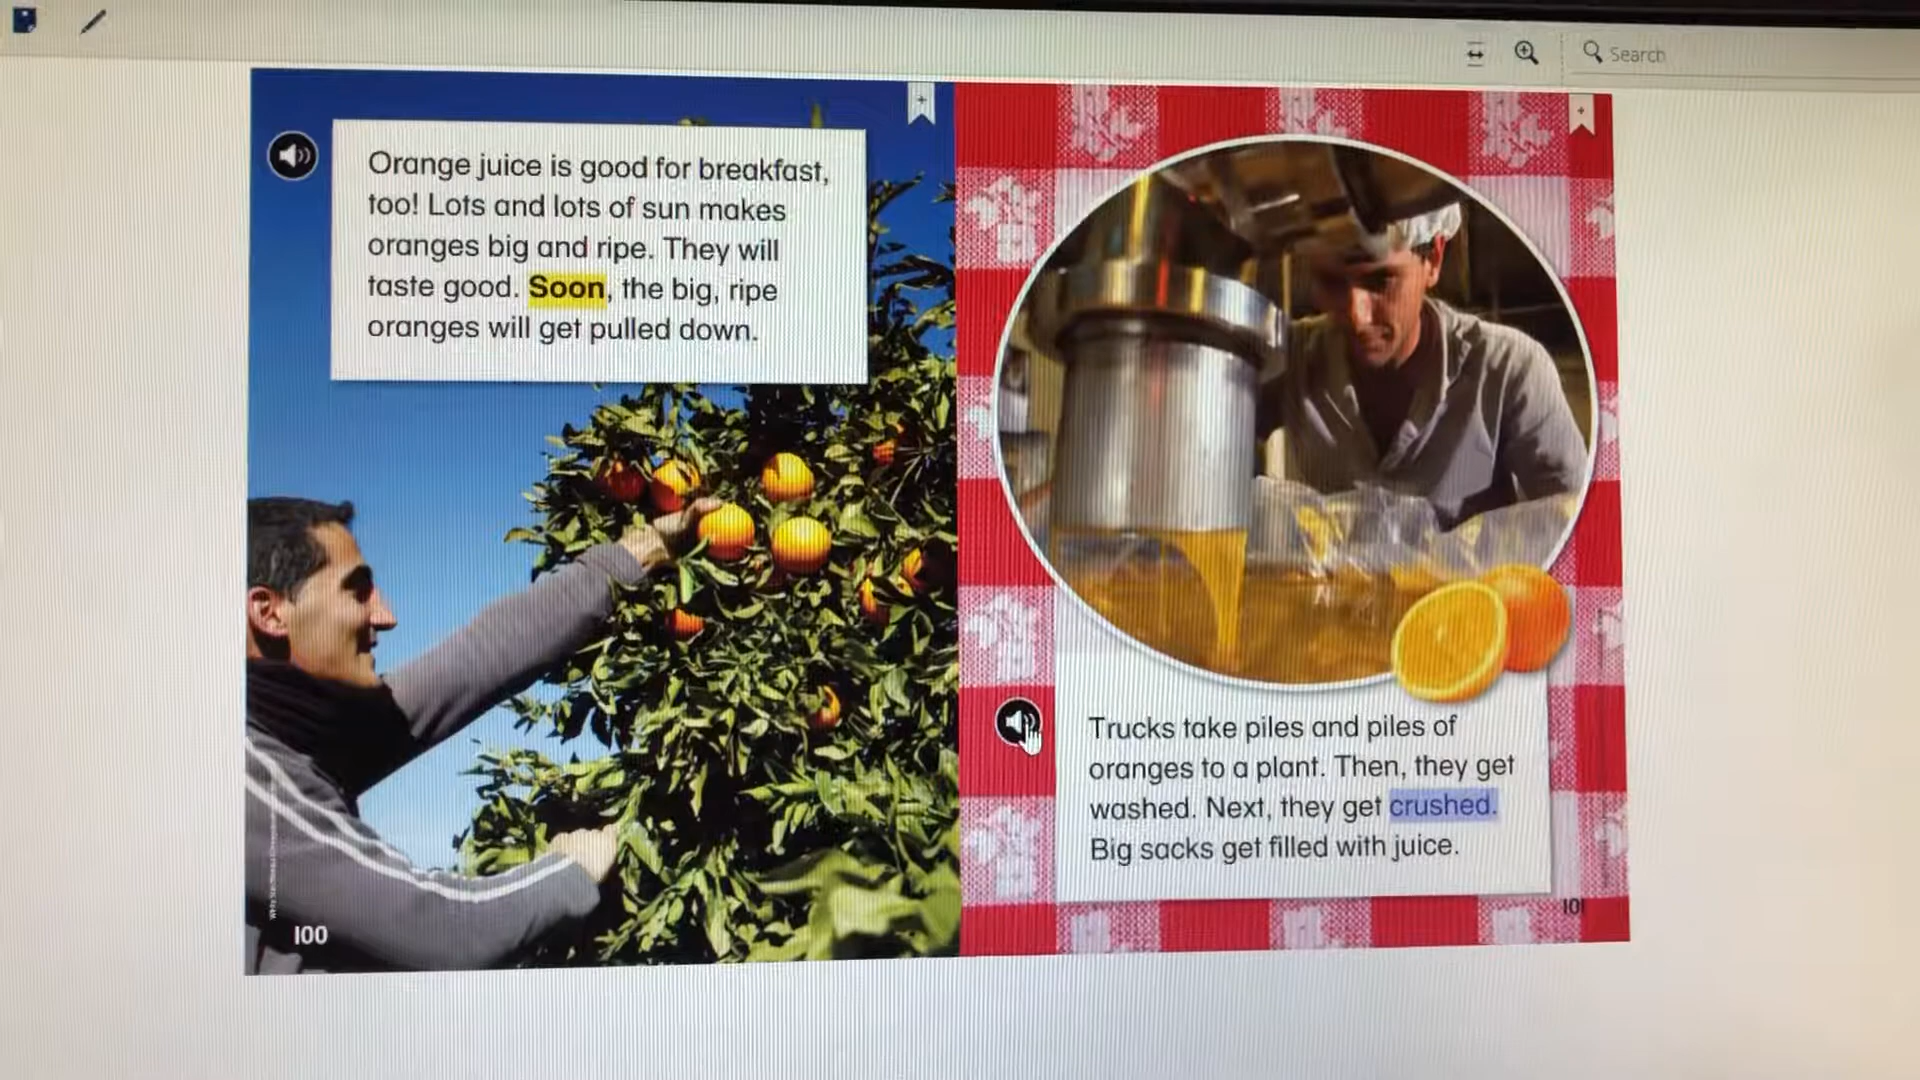 Search
Orange juice is good for breakfast,
too! Lots and lots of sun makes
oranges big and ripe. They will
taste good. Soon, the big, ripe
oranges will get pulled down.
100
Trucks take piles and piles of
oranges to a plant. Then, they get
washed. Next, they get crushed.
Big sacks get filled with juice.
101